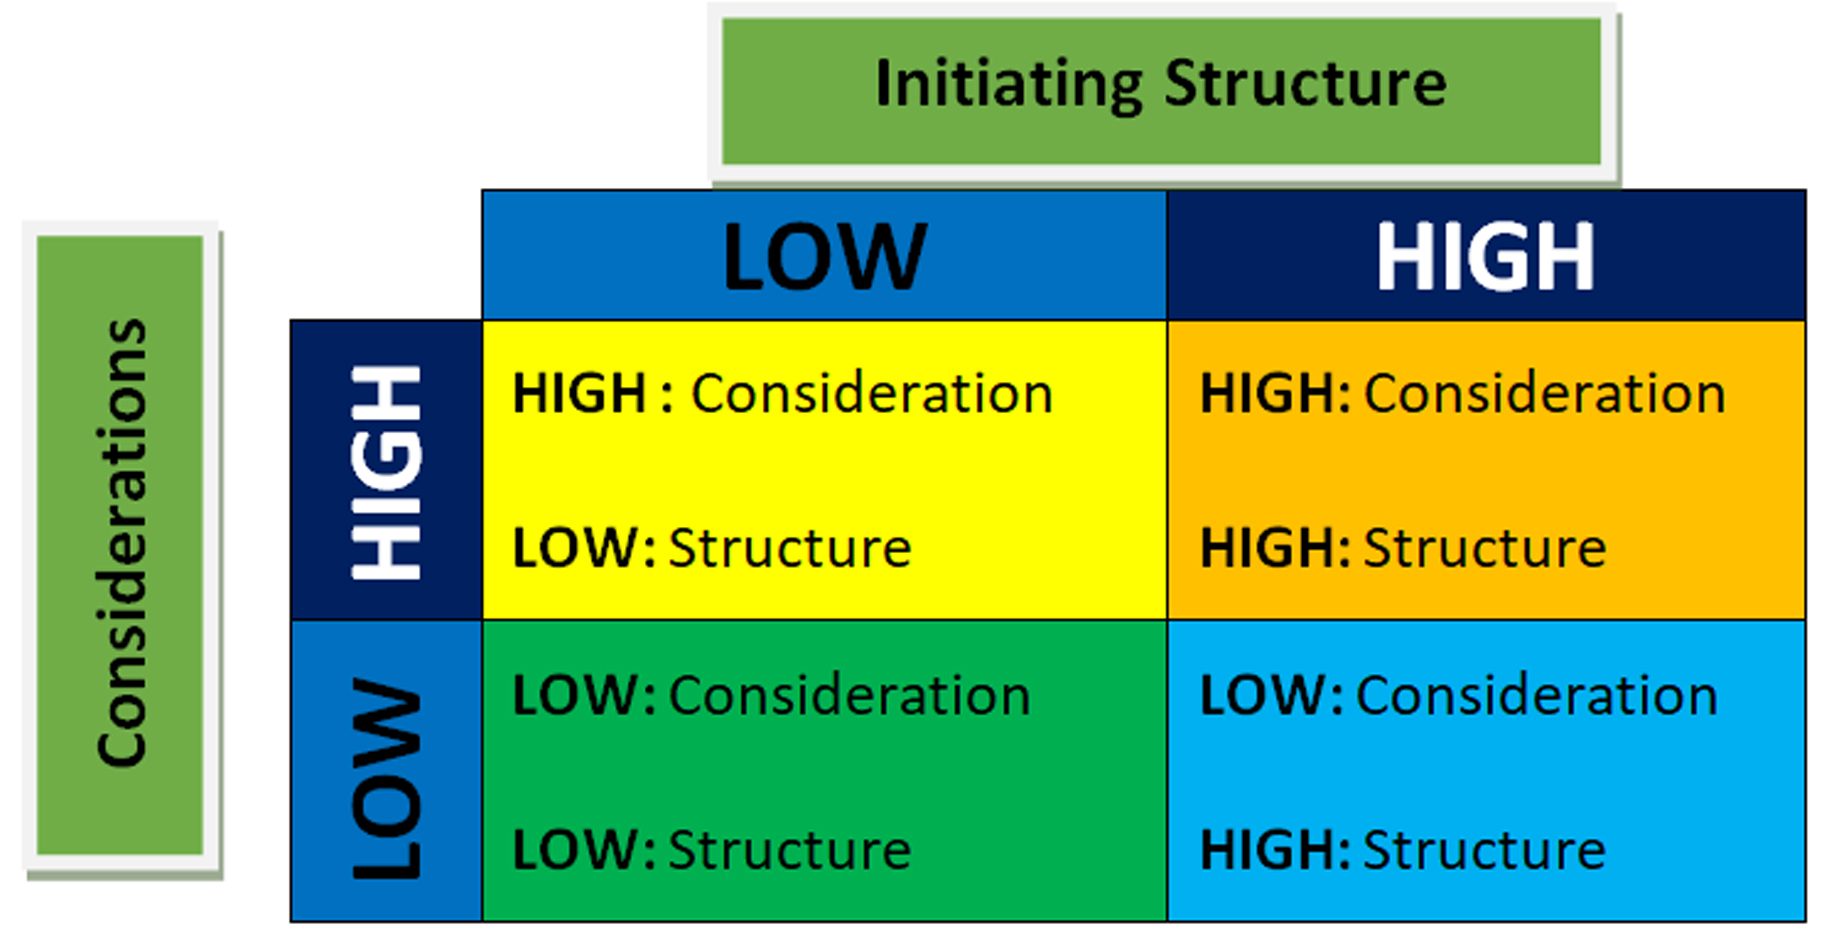 Initiating Structure
LOW
HIGH
Considerations
HIGH
HIGH : Consideration
LOW: Structure
HIGH: Consideration
HIGH: Structure
LOW
LOW: Consideration
LOW: Structure
LOW: Consideration
HIGH: Structure